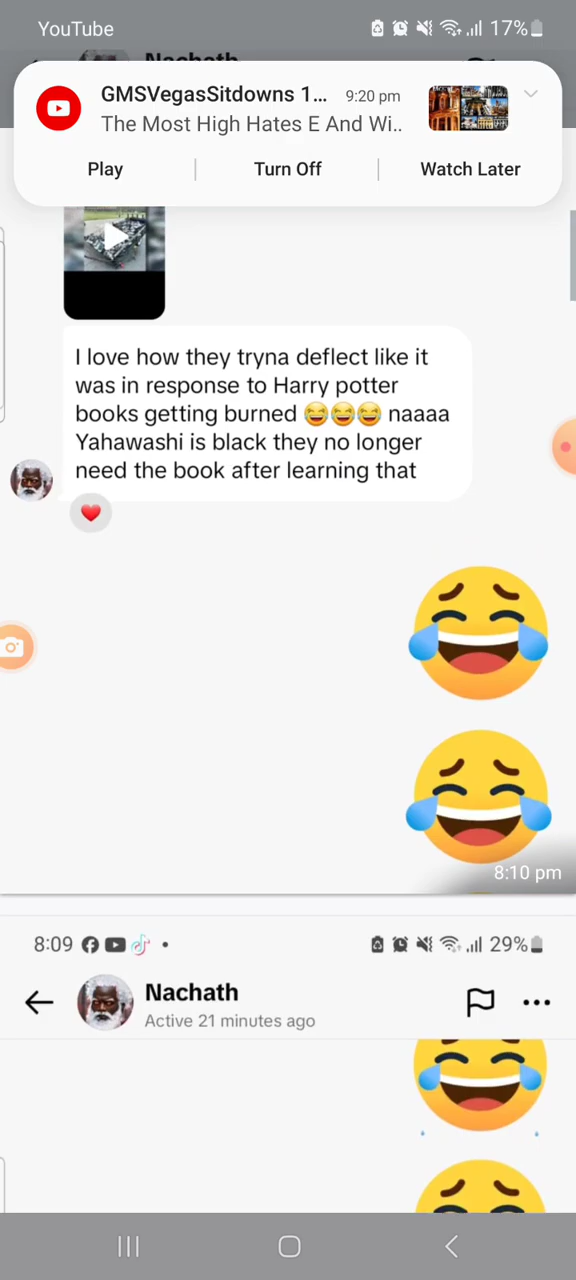 YouTube
17%
Nachath
GMSVegasSitdowns 1... 9:20 pm
The Most High Hates E And Wi..
Play Turn Off Watch Later
I love how they tryna deflect like it
was in response to Harry potter
books getting burned 😂😂😂 naaaa
Yahawashi is black they no longer
need the book after learning that
8:10 pm
8:09 29%
Nachath
Active 21 minutes ago